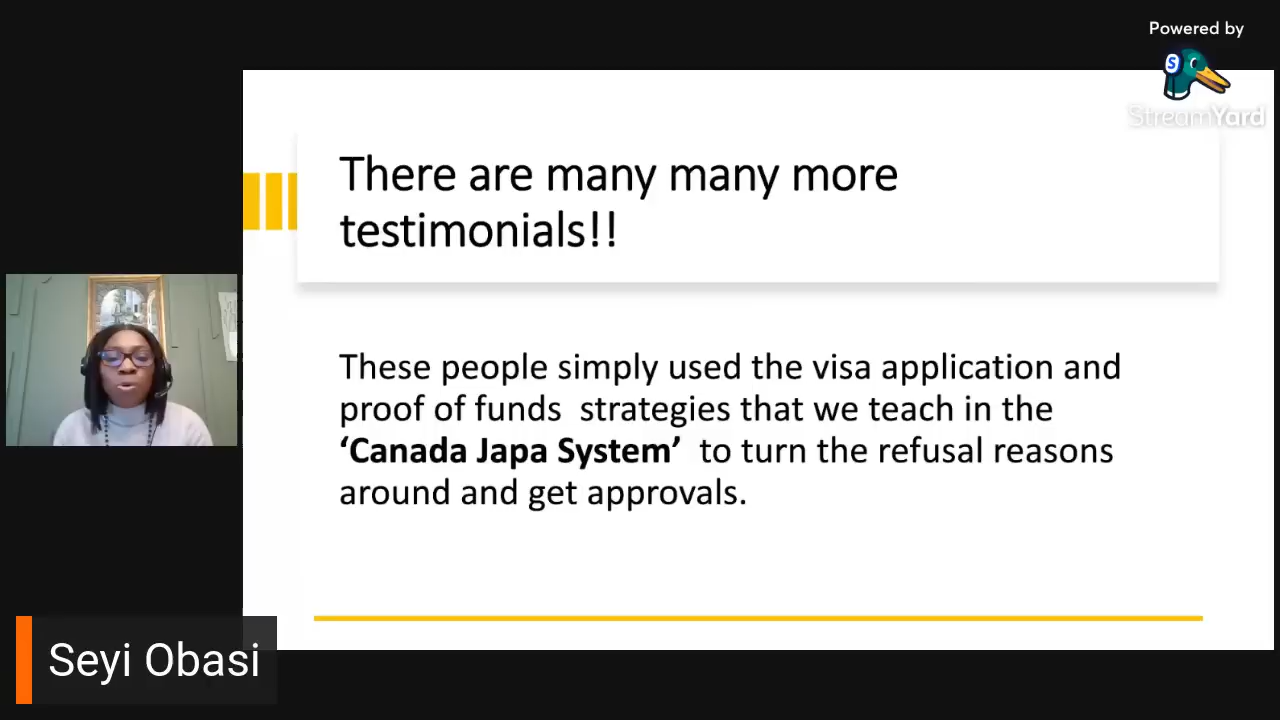 Powered by
StreamYard
There are many many more
testimonials!!
These people simply used the visa application and
proof of funds strategies that we teach in the
‘Canada Japa System’ to turn the refusal reasons
around and get approvals.
Seyi Obasi